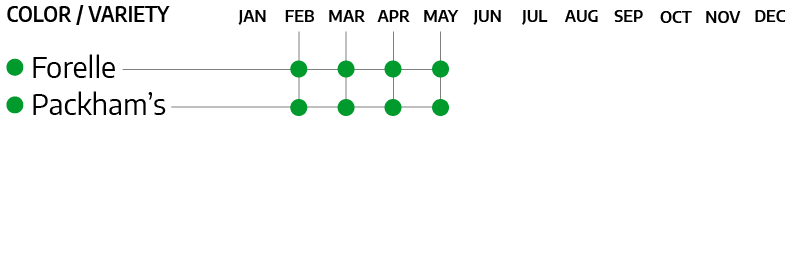 COLOR / VARIETY JAN FEB MAR APR MAY JUN JUL AUG SEP OCT NOV DEC
Forelle
Packham’s